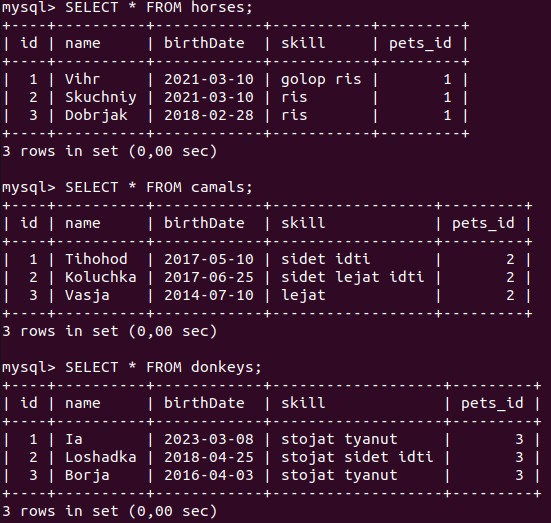 mysql> SELECT * FROM horses;
+----+----------+------------+-----------+---------+
| id | name     | birthDate  | skill     | pets_id |
+----+----------+------------+-----------+---------+
|  1 | Vihr     | 2021-03-10 | golop ris |       1 |
|  2 | Skuchniy | 2021-03-10 | ris       |       1 |
|  3 | Dobrjak  | 2018-02-28 | ris       |       1 |
+----+----------+------------+-----------+---------+
3 rows in set (0,00 sec)

mysql> SELECT * FROM camals;
+----+----------+------------+------------------+---------+
| id | name     | birthDate  | skill            | pets_id |
+----+----------+------------+------------------+---------+
|  1 | Tihohod  | 2017-05-10 | sidet idti       |       2 |
|  2 | Koluchka | 2017-06-25 | sidet lejat idti |       2 |
|  3 | Vasja    | 2014-07-10 | lejat            |       2 |
+----+----------+------------+------------------+---------+
3 rows in set (0,00 sec)

mysql> SELECT * FROM donkeys;
+----+----------+------------+-------------------+---------+
| id | name     | birthDate  | skill             | pets_id |
+----+----------+------------+-------------------+---------+
|  1 | Ia       | 2023-03-08 | stojat tyanut     |       3 |
|  2 | Loshadka | 2018-04-25 | stojat sidet idti |       3 |
|  3 | Borja    | 2016-04-03 | stojat tyanut     |       3 |
+----+----------+------------+-------------------+---------+
3 rows in set (0,00 sec)